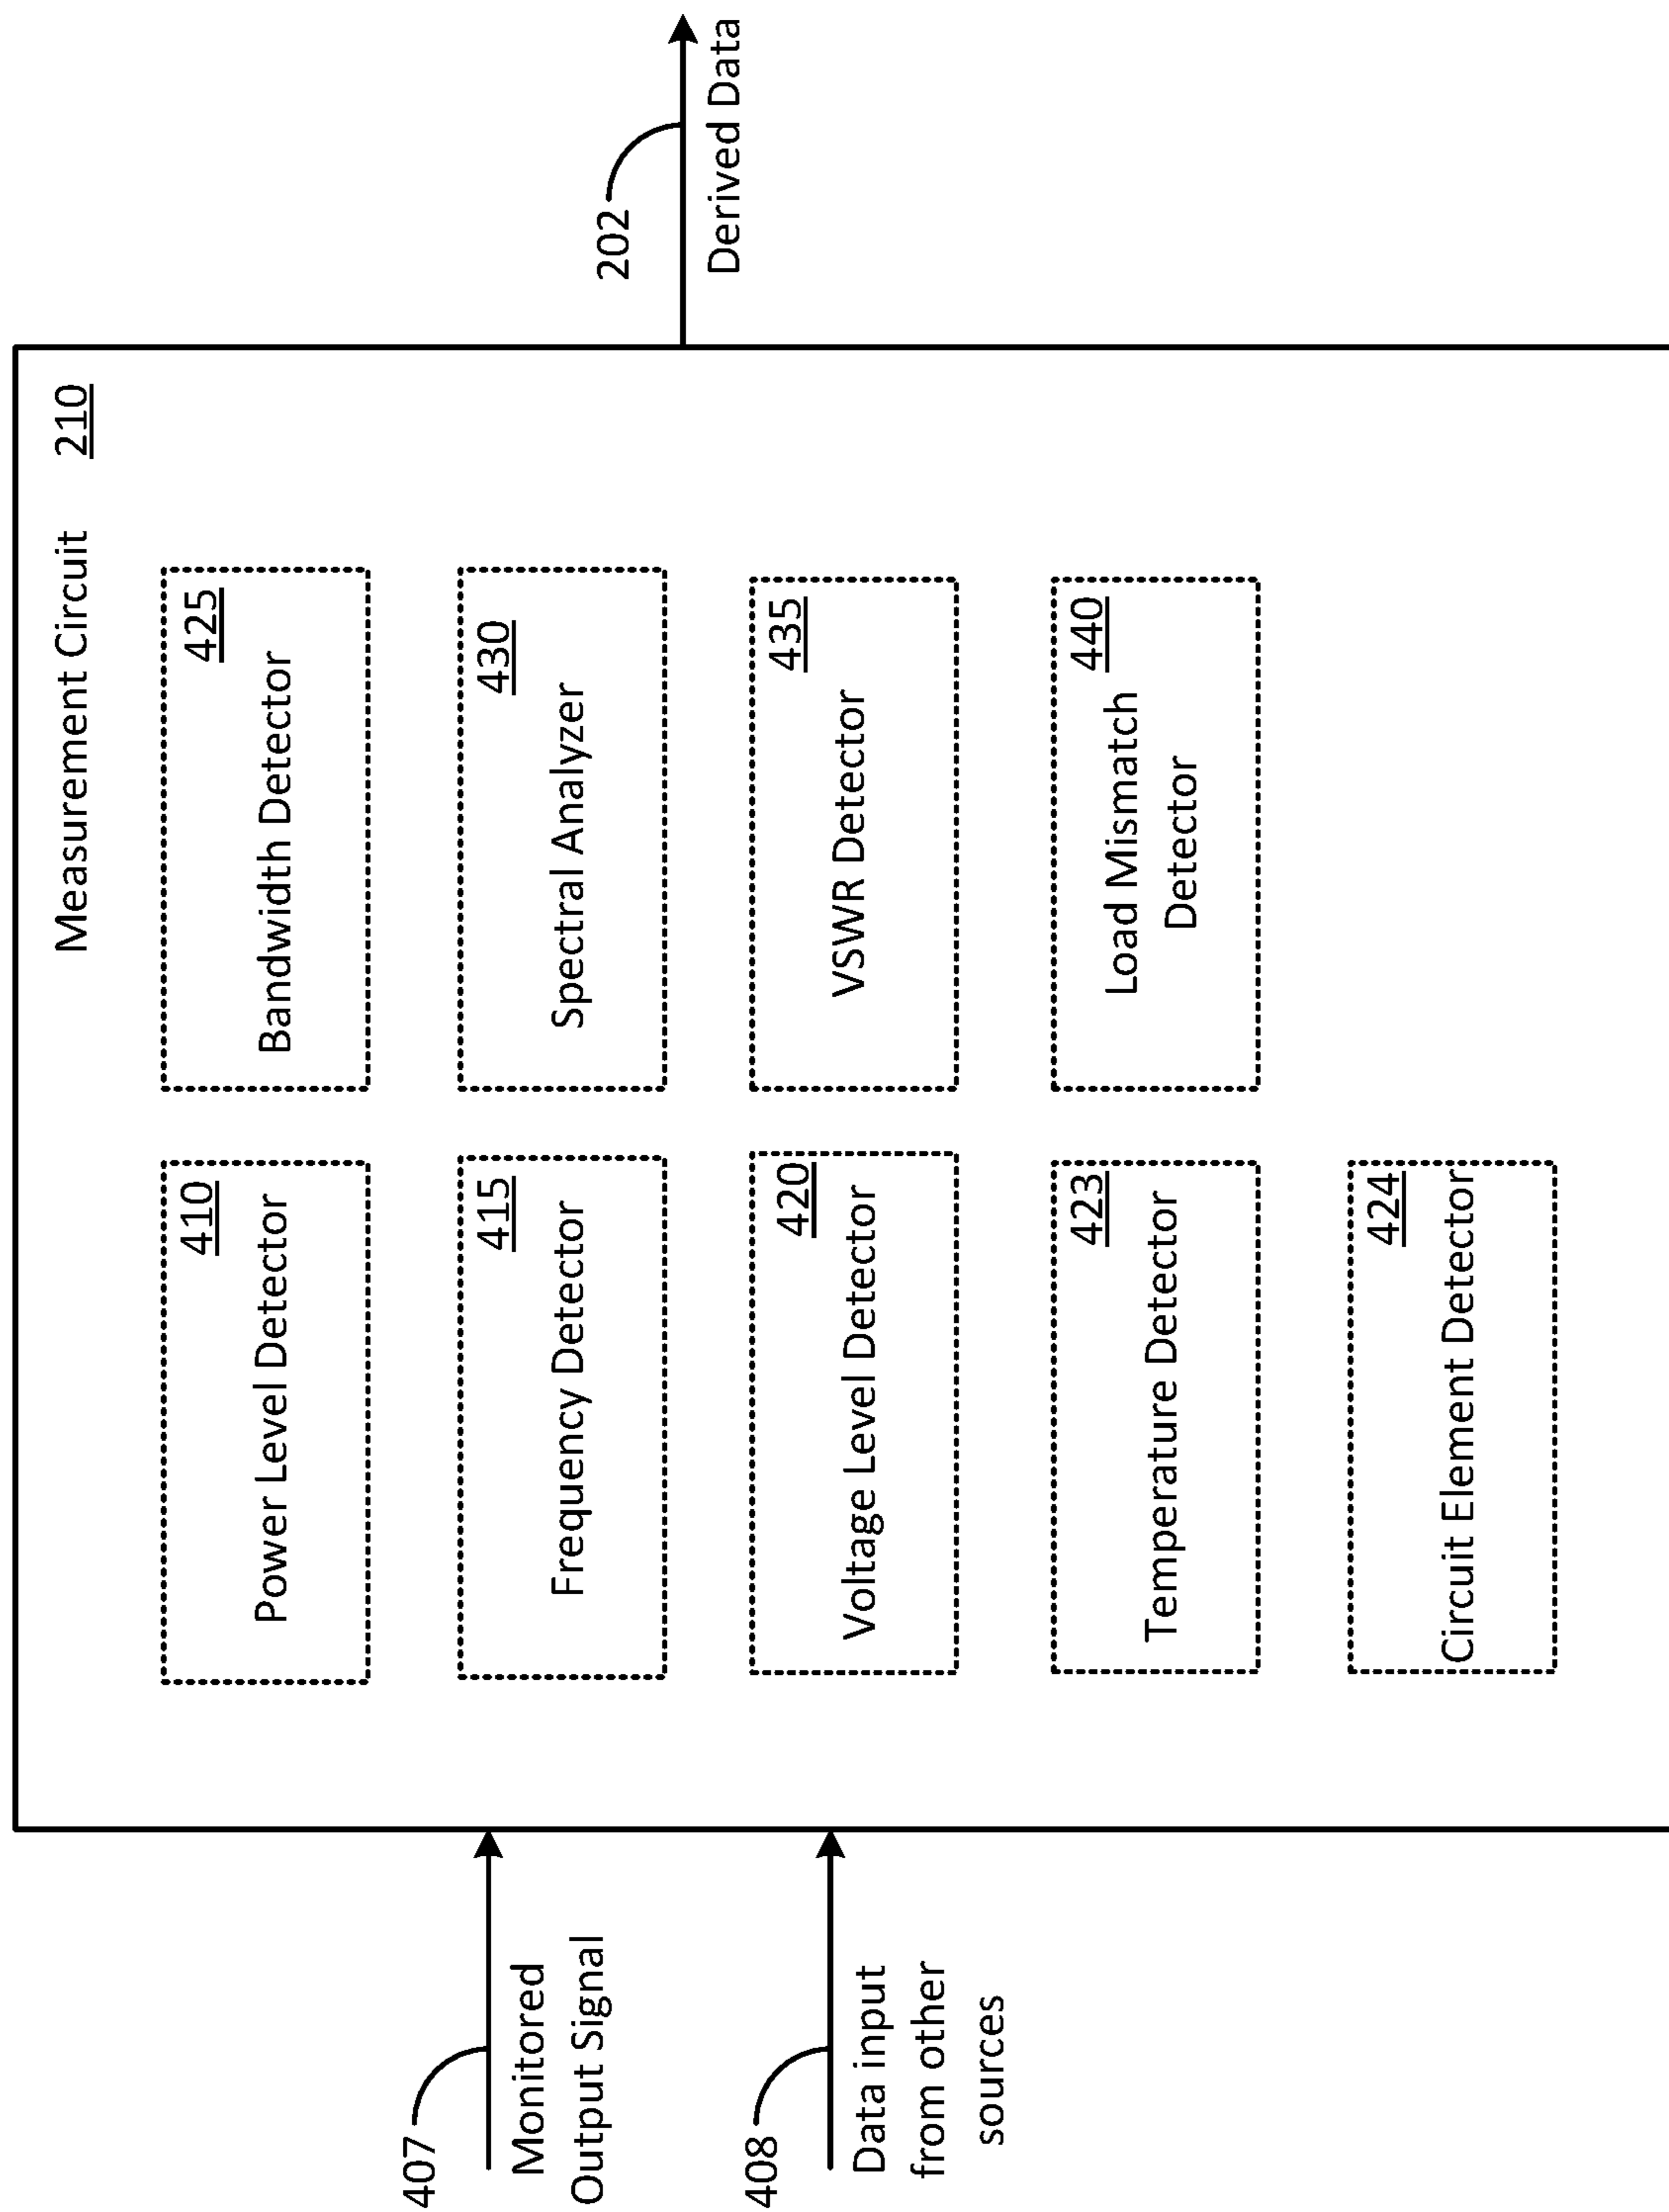 Measurement Circuit 210
407
Monitored
Output Signal
408
Data input
from other
sources
410
Power Level Detector
415
Frequency Detector
420
Voltage Level Detector
423
Temperature Detector
424
Circuit Element Detector
425
Bandwidth Detector
430
Spectral Analyzer
435
VSWR Detector
440
Load Mismatch
Detector
202
Derived Data